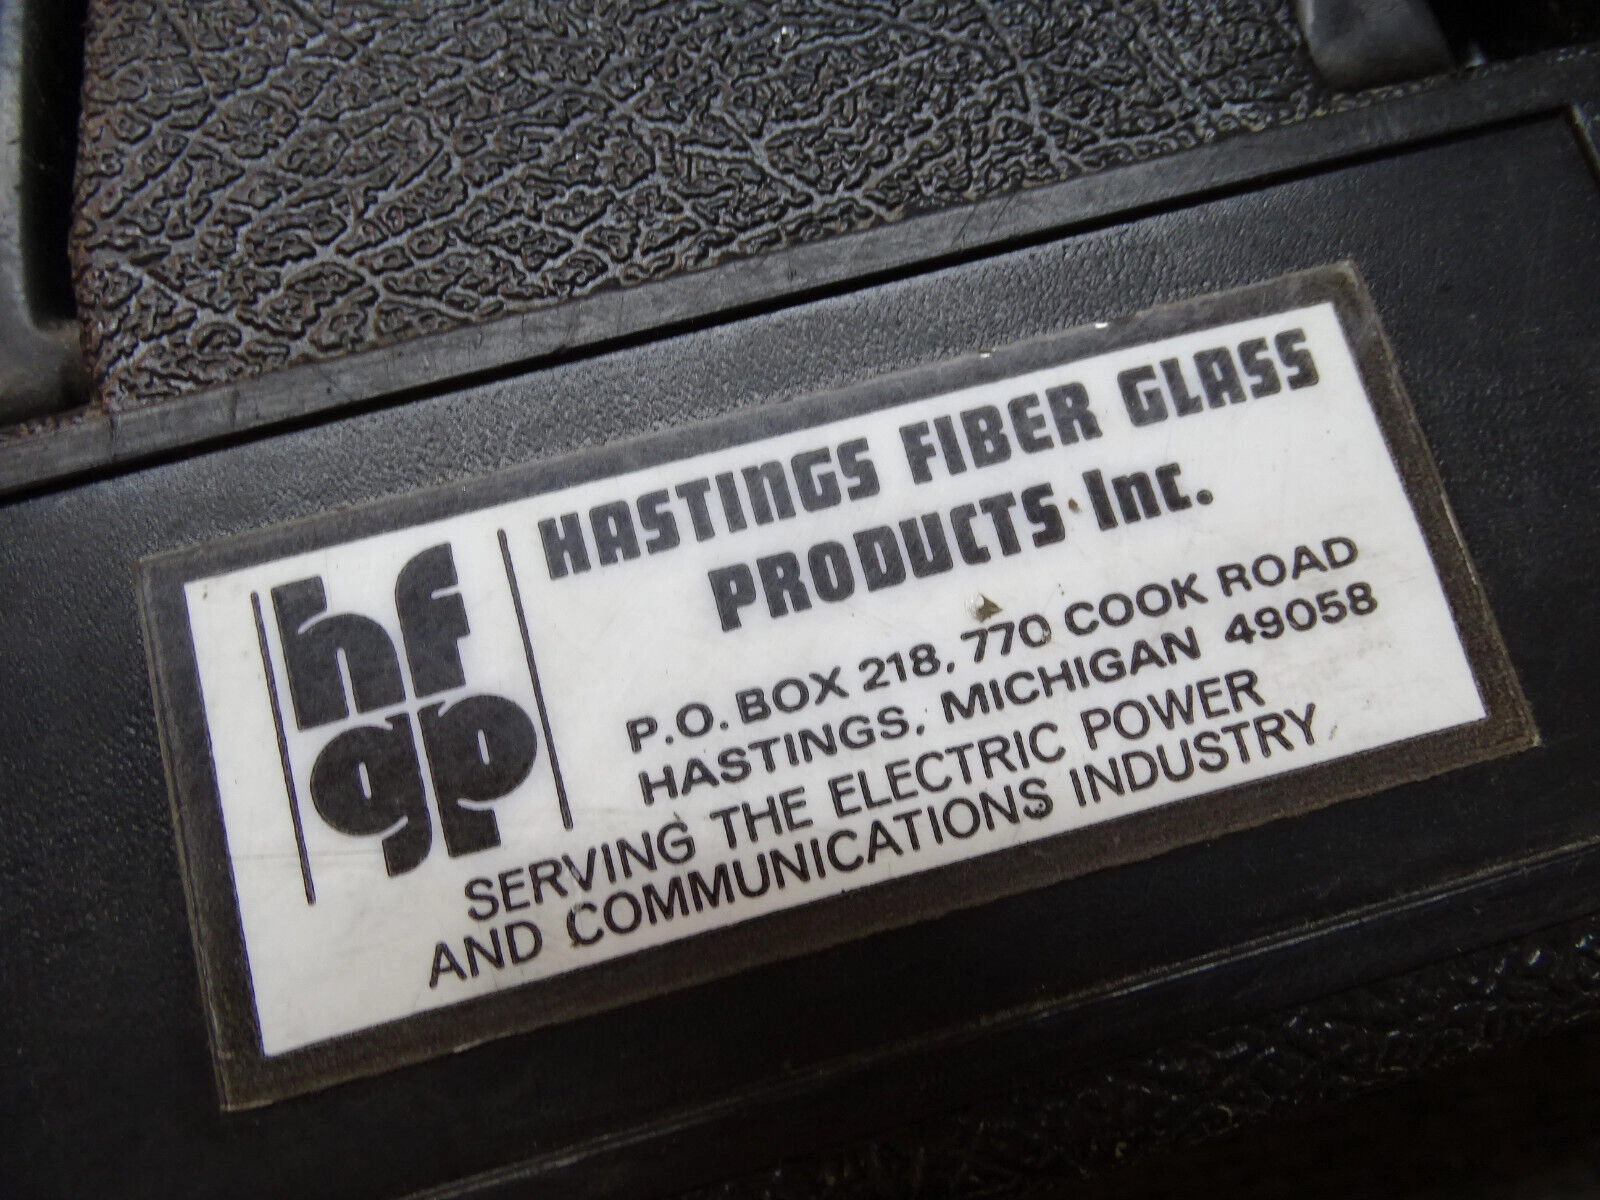 hf
gp
HASTINGS FIBER GLASS
PRODUCTS Inc.
P.O. BOX 218, 770 COOK ROAD
HASTINGS, MICHIGAN 49058
SERVING THE ELECTRIC POWER
AND COMMUNICATIONS INDUSTRY